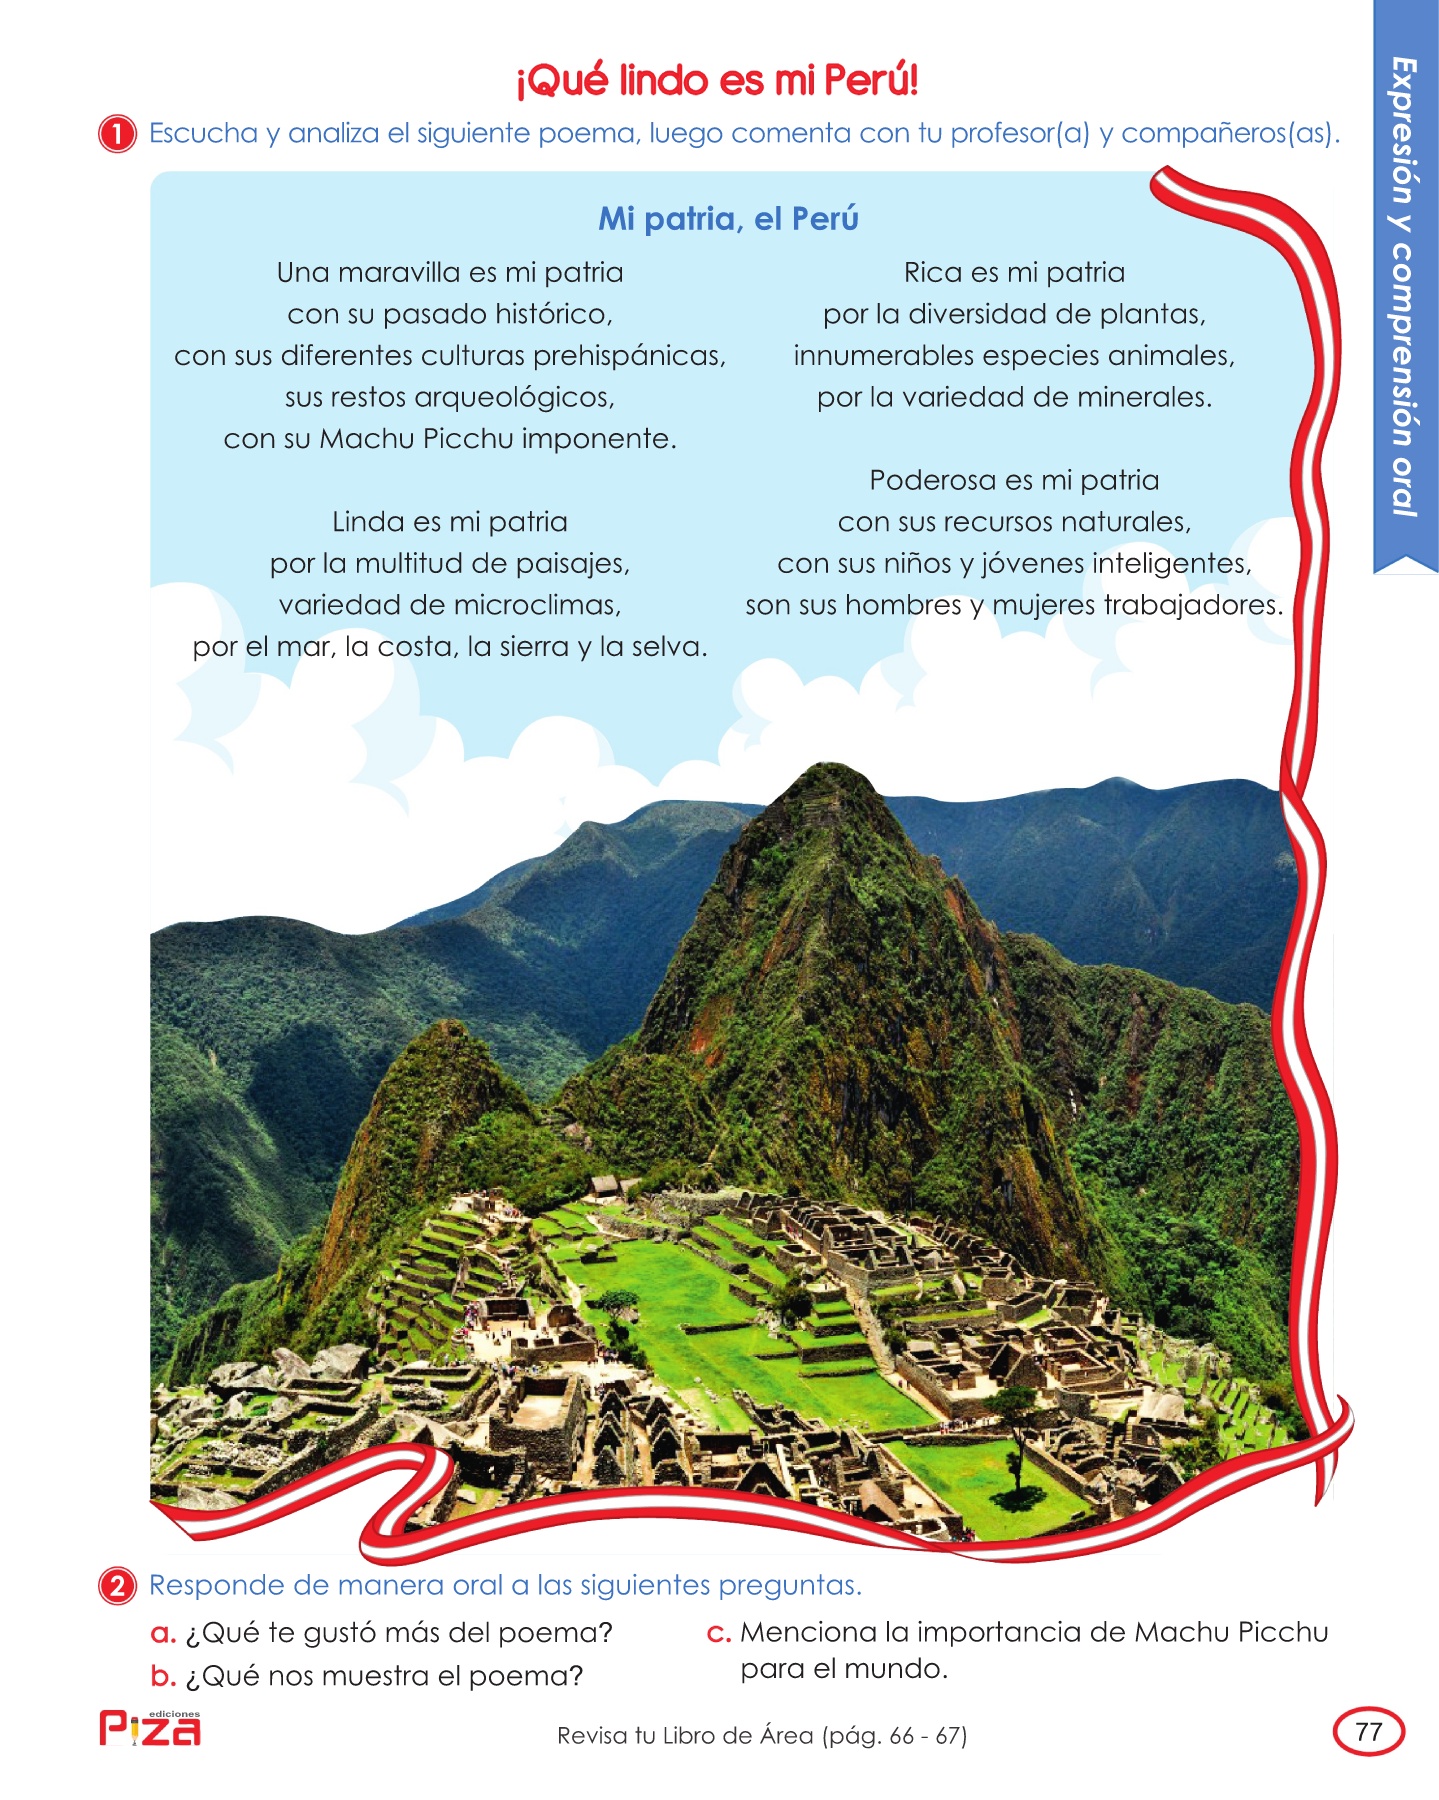 ¡Qué lindo es mi Perú!
1 Escucha y analiza el siguiente poema, luego comenta con tu profesor(a) y compañeros(as).
Mi patria, el Perú
Una maravilla es mi patria
con su pasado histórico,
con sus diferentes culturas prehispánicas,
sus restos arqueológicos,
con su Machu Picchu imponente.
Linda es mi patria
por la multitud de paisajes,
variedad de microclimas,
por el mar, la costa, la sierra y la selva.
Rica es mi patria
por la diversidad de plantas,
innumerables especies animales,
por la variedad de minerales.
Poderosa es mi patria
con sus recursos naturales,
con sus niños y jóvenes inteligentes,
son sus hombres y mujeres trabajadores.
Expresión y comprensión oral
2 Responde de manera oral a las siguientes preguntas.
a. ¿Qué te gustó más del poema?
b. ¿Qué nos muestra el poema?
c. Menciona la importancia de Machu Picchu
para el mundo.
ediciones
Piza
Revisa tu Libro de Área (pág. 66 - 67)
77